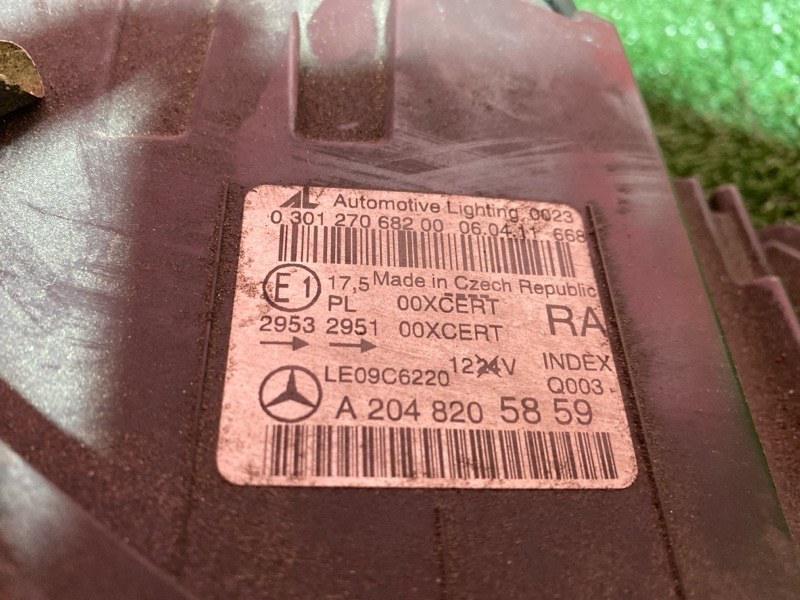 AL Automotive Lighting 0023
0 301 270 682 00 06.04.11 668
E1 17,5 Made in Czech Republic
PL 00XCERT
2953 2951 00XCERT RA
→ → 12 24V INDEX
LE09C6220 Q003 -
A 204 820 58 59